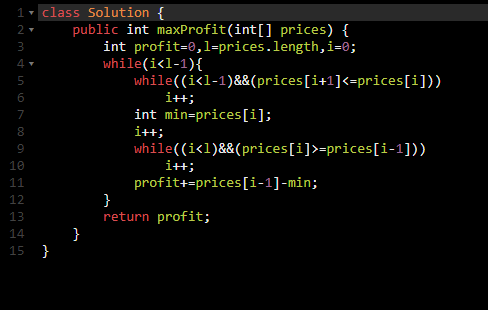 1 class Solution {
2     public int maxProfit(int[] prices) {
3         int profit=0,l=prices.length,i=0;
4         while(i<l-1){
5             while((i<l-1)&&(prices[i+1]<=prices[i]))
6                 i++;
7             int min=prices[i];
8             i++;
9             while((i<l)&&(prices[i]>=prices[i-1]))
10                 i++;
11             profit+=prices[i-1]-min;
12         }
13         return profit;
14     }
15 }